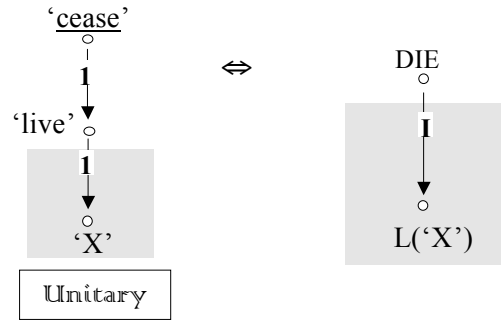 ‘cease’
1
‘live’
1
‘X’
Unitary
⇔
DIE
I
L(‘X’)